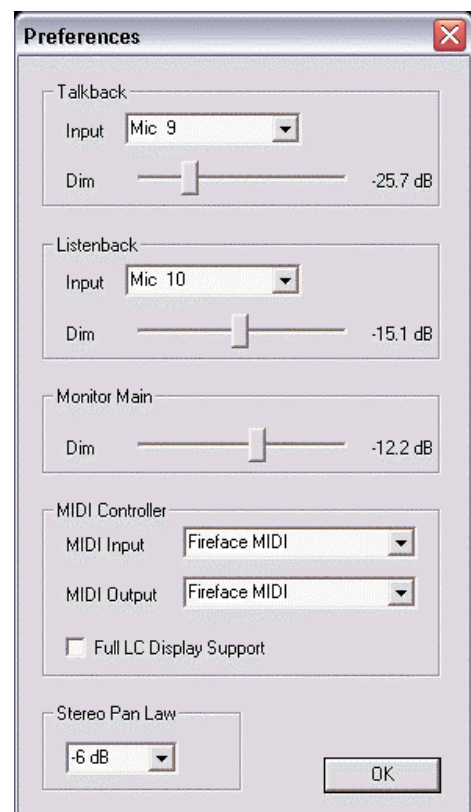 Preferences
Talkback
Input Mic 9
Dim -25.7 dB
Listenback
Input Mic 10
Dim -15.1 dB
Monitor Main
Dim -12.2 dB
MIDI Controller
MIDI Input Fireface MIDI
MIDI Output Fireface MIDI
Full LC Display Support
Stereo Pan Law
-6 dB
OK